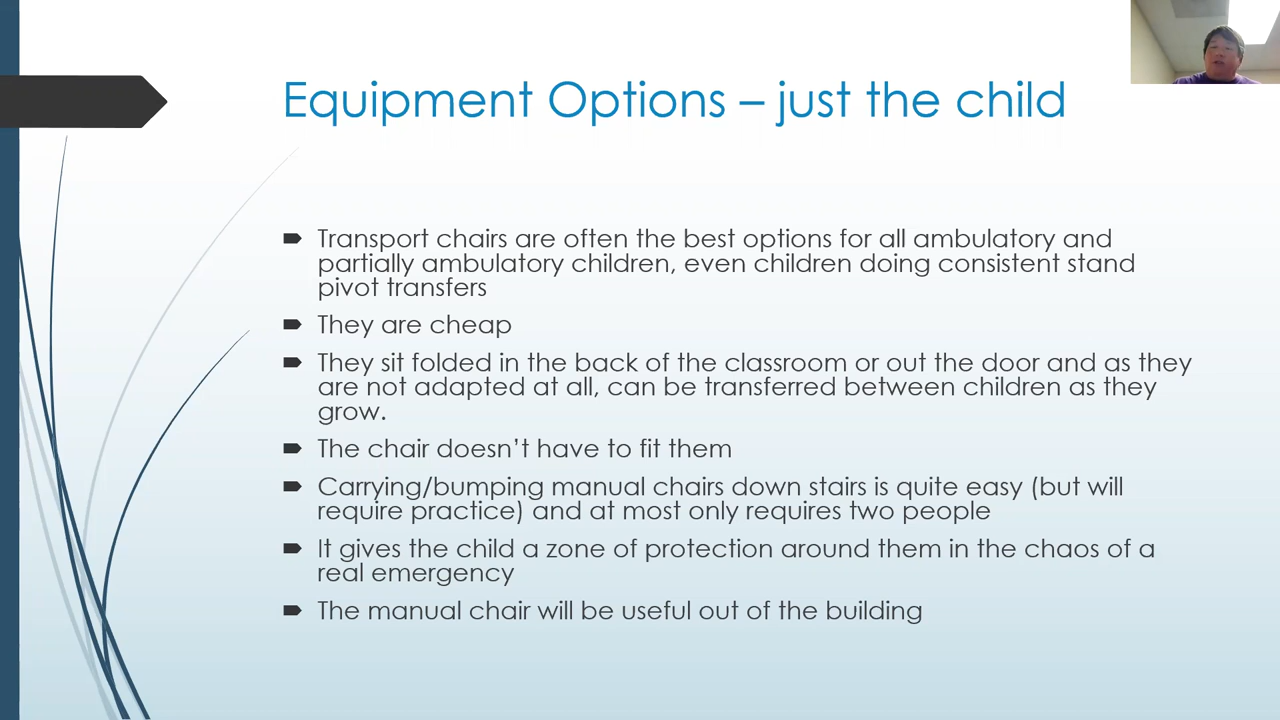 Equipment Options – just the child
Transport chairs are often the best options for all ambulatory and
partially ambulatory children, even children doing consistent stand
pivot transfers
They are cheap
They sit folded in the back of the classroom or out the door and as they
are not adapted at all, can be transferred between children as they
grow.
The chair doesn’t have to fit them
Carrying/bumping manual chairs down stairs is quite easy (but will
require practice) and at most only requires two people
It gives the child a zone of protection around them in the chaos of a
real emergency
The manual chair will be useful out of the building